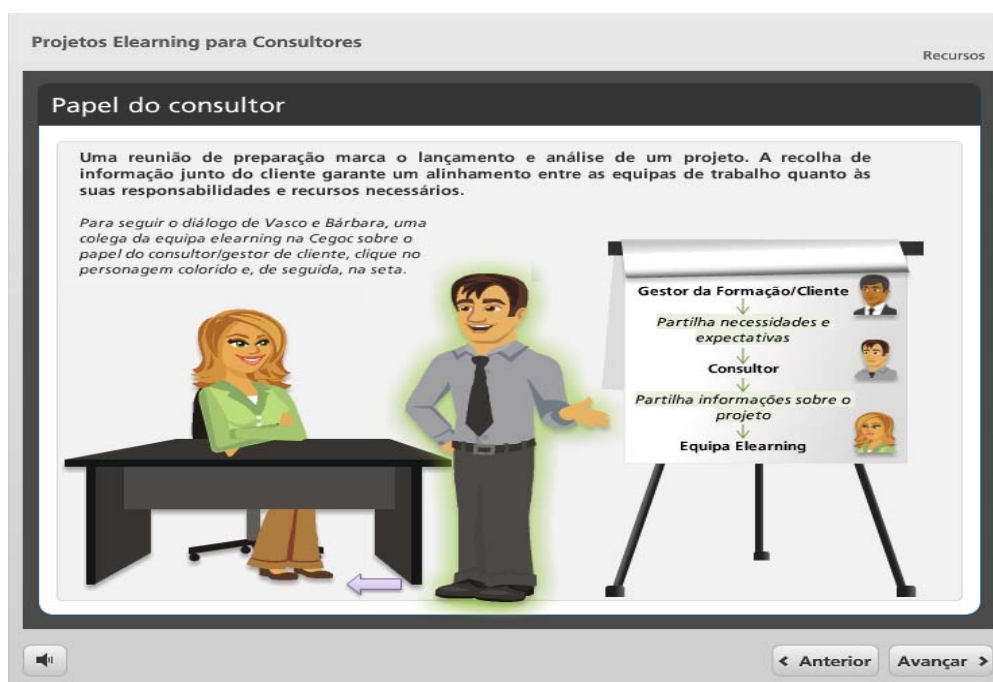 Projetos Elearning para Consultores
Recursos
Papel do consultor
Uma reunião de preparação marca o lançamento e análise de um projeto. A recolha de
informação junto do cliente garante um alinhamento entre as equipas de trabalho quanto às
suas responsabilidades e recursos necessários.
Para seguir o diálogo de Vasco e Bárbara, uma
colega da equipa elearning na Cegoc sobre o
papel do consultor/gestor de cliente, clique no
personagem colorido e, de seguida, na seta.
Gestor da Formação/Cliente
Partilha necessidades e
expectativas
Consultor
Partilha informações sobre o
projeto
Equipa Elearning
Anterior
Avançar